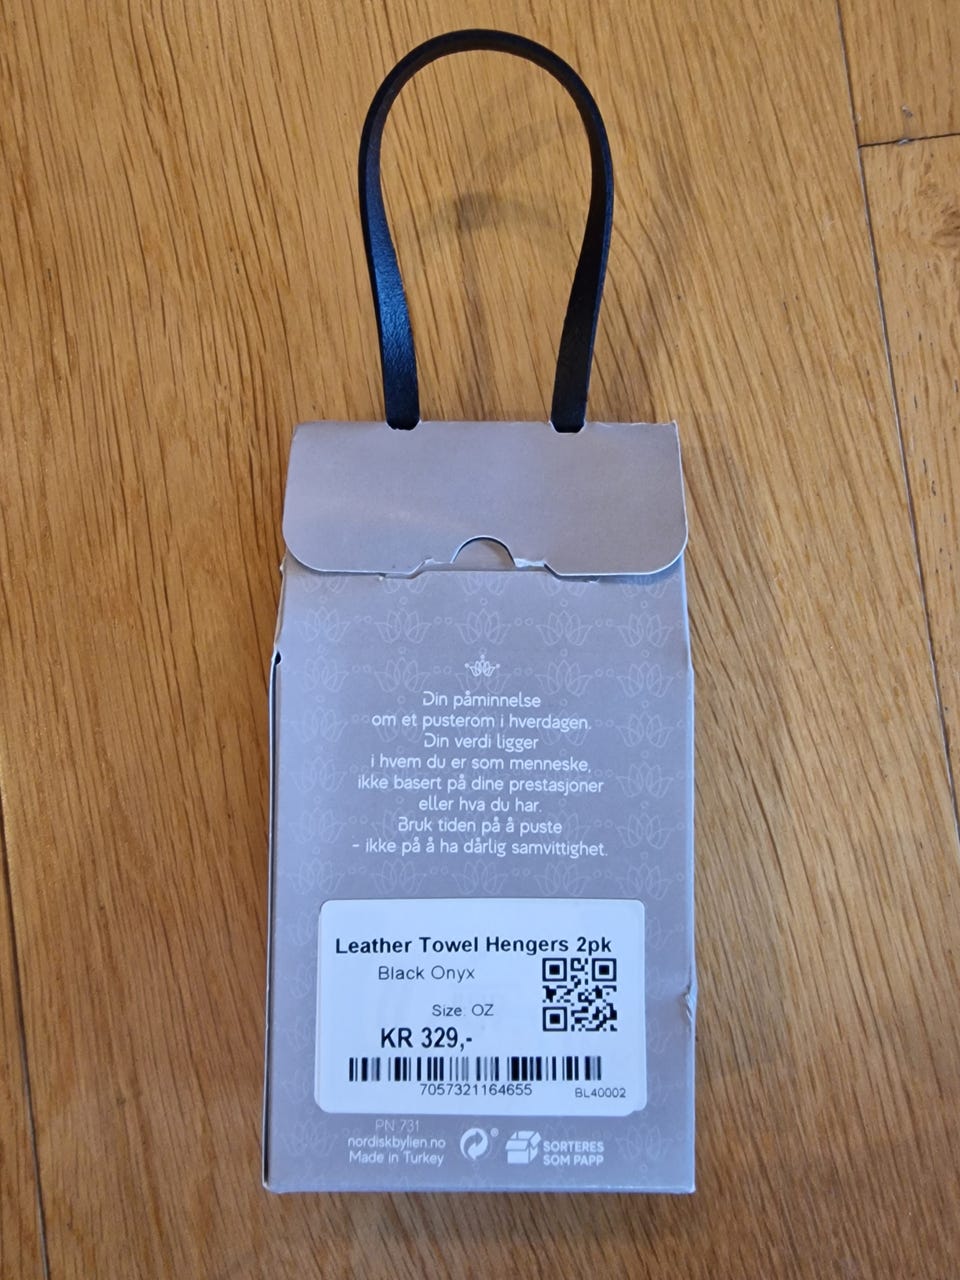 Din påminnelse
om et pusterom i hverdagen.
Din verdi ligger
i hvem du er som menneske,
ikke basert på dine prestasjoner
eller hva du har.
Bruk tiden på å puste
- ikke på å ha dårlig samvittighet.
Leather Towel Hengers 2pk
Black Onyx
Size: OZ
KR 329,-
7057321164655
BL40002
PN 731
nordiskbylien.no
Made in Turkey
SORTERES
SOM PAPP